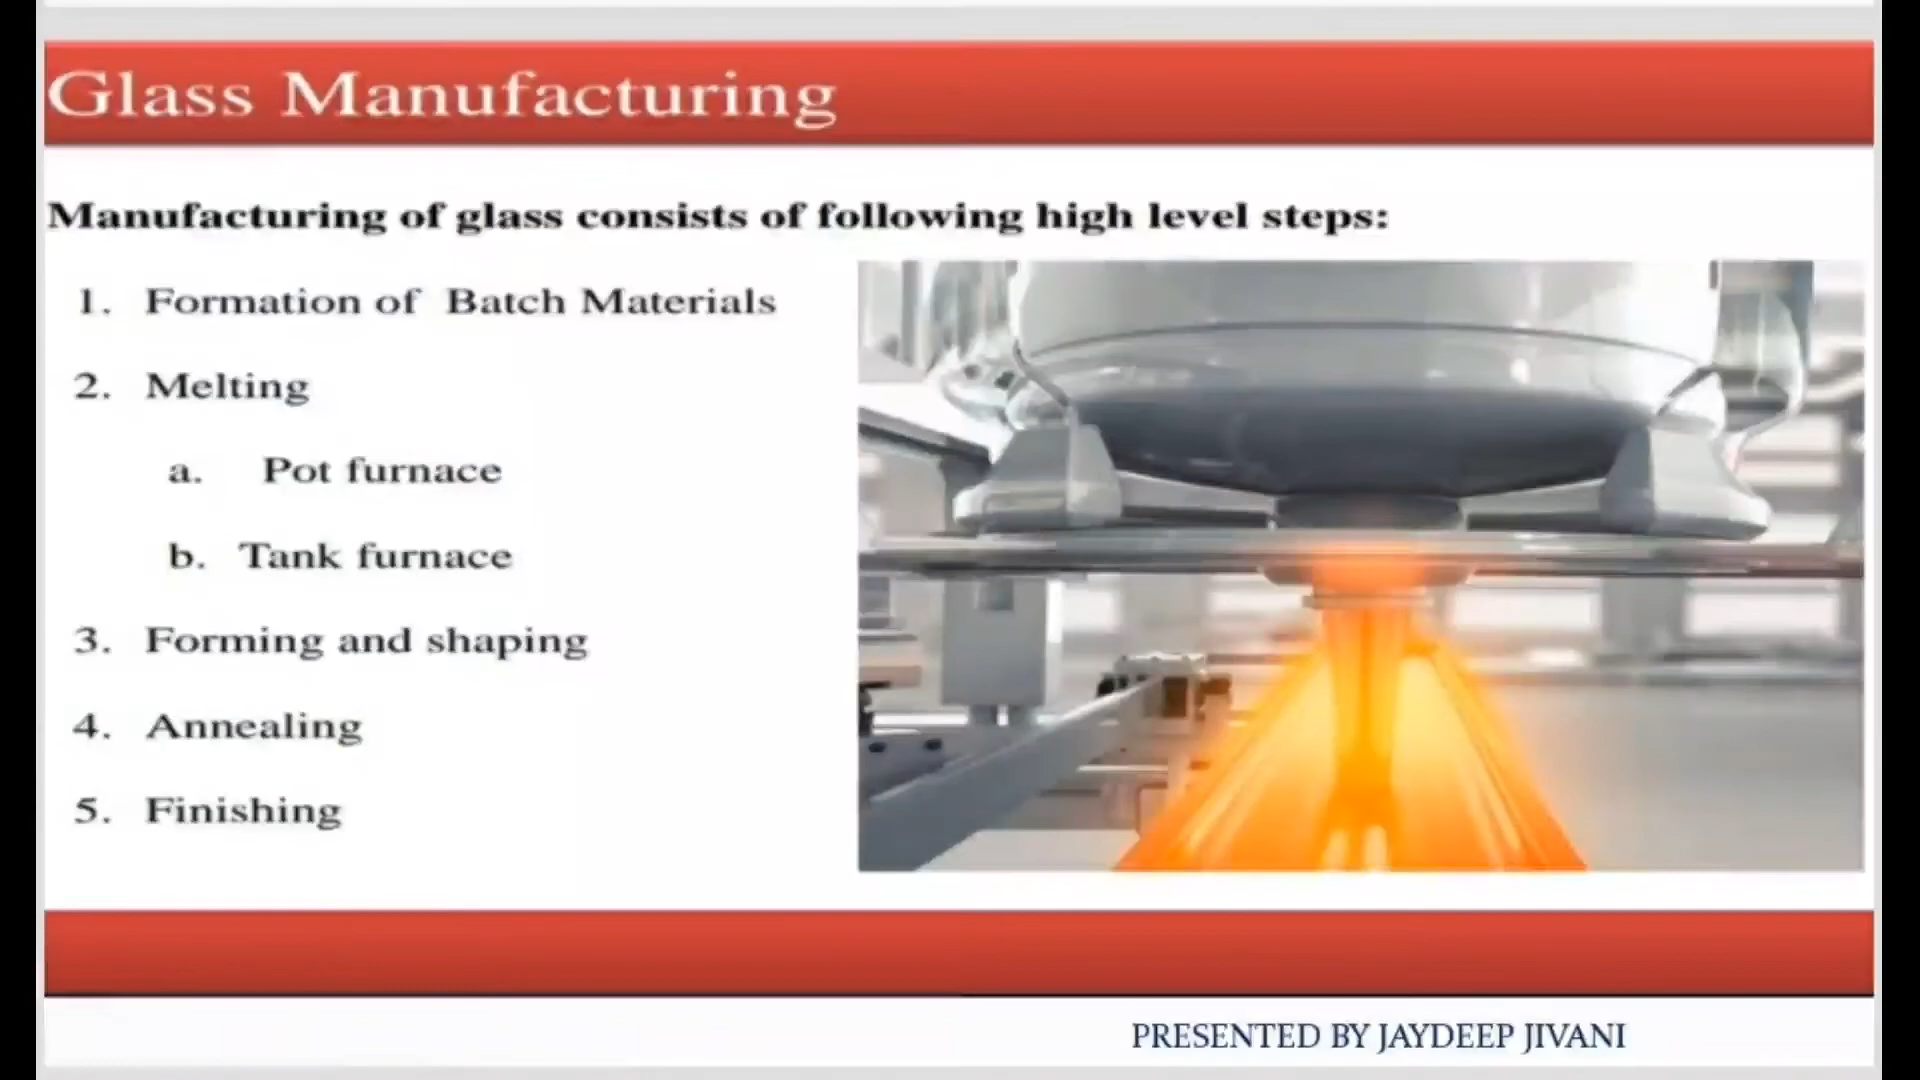 Glass Manufacturing
Manufacturing of glass consists of following high level steps:
1. Formation of Batch Materials
2. Melting
a. Pot furnace
b. Tank furnace
3. Forming and shaping
4. Annealing
5. Finishing
PRESENTED BY JAYDEEP JIVANI